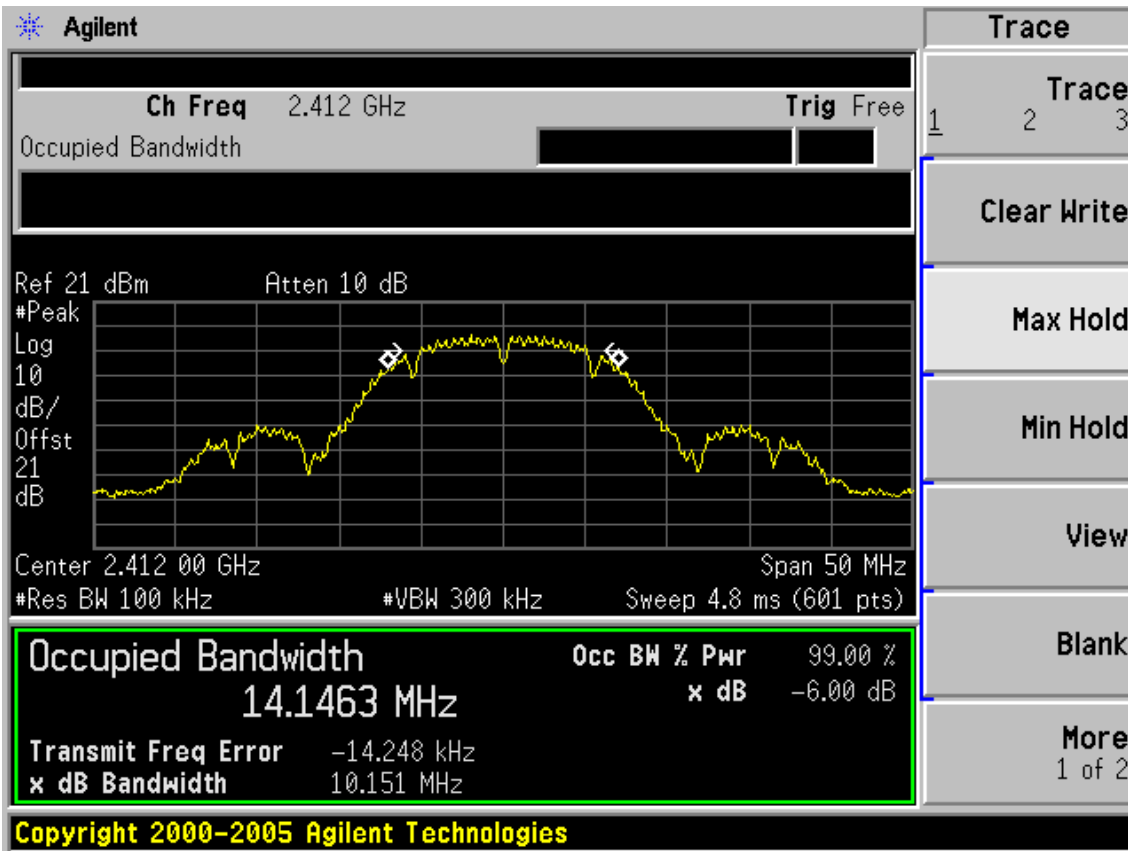 Agilent
Trace
Ch Freq 2.412 GHz Trig Free
Occupied Bandwidth
Trace
1 2 3
Clear Write
Ref 21 dBm Atten 10 dB
#Peak
Log
10
dB/
Offst
21
dB
Max Hold
Min Hold
View
Center 2.412 00 GHz Span 50 MHz
#Res BW 100 kHz #VBW 300 kHz Sweep 4.8 ms (601 pts)
Occupied Bandwidth Occ BW % Pwr 99.00 %
14.1463 MHz x dB -6.00 dB
Transmit Freq Error -14.248 kHz
x dB Bandwidth 10.151 MHz
Blank
More
1 of 2
Copyright 2000-2005 Agilent Technologies